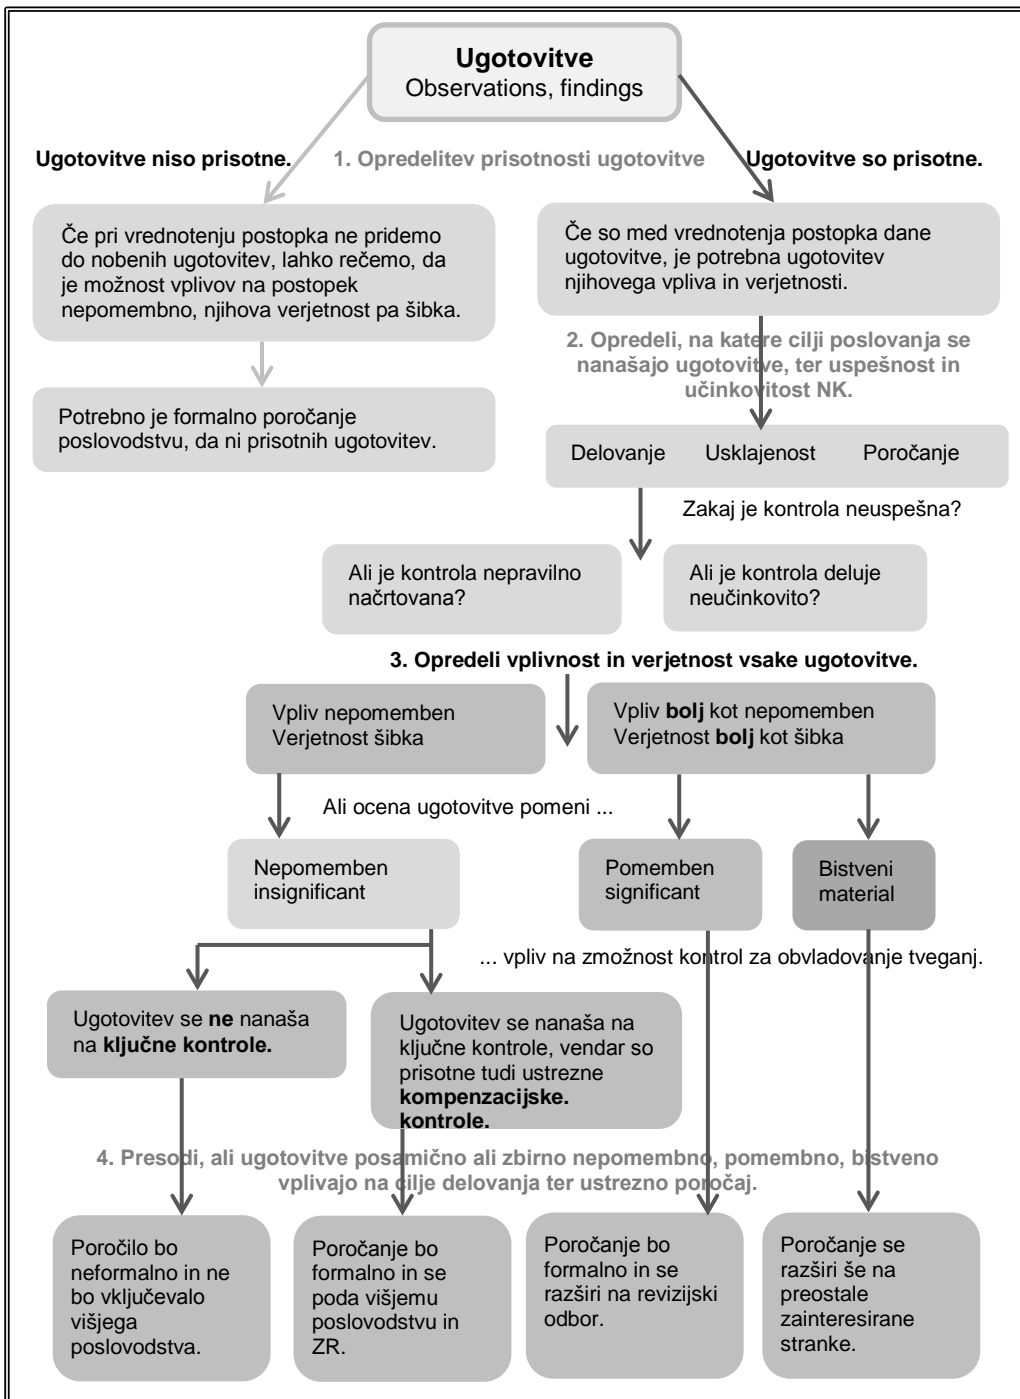 Ugotovitve
Observations, findings
Ugotovitve niso prisotne.
1. Opredelitev prisotnosti ugotovitve
Ugotovitve so prisotne.
Če pri vrednotenju postopka ne pridemo
do nobenih ugotovitev, lahko rečemo, da
je možnost vplivov na postopek
nepomembno, njihova verjetnost pa šibka.
Če so med vrednotenja postopka dane
ugotovitve, je potrebna ugotovitev
njihovega vpliva in verjetnosti.
2. Opredeli, na katere cilji poslovanja se
nanašajo ugotovitve, ter uspešnost in
učinkovitost NK.
Potrebno je formalno poročanje
poslovodstvu, da ni prisotnih ugotovitev.
Delovanje Usklajenost Poročanje
Zakaj je kontrola neuspešna?
Ali je kontrola nepravilno
načrtovana?
Ali je kontrola deluje
neučinkovito?
3. Opredeli vplivnost in verjetnost vsake ugotovitve.
Vpliv nepomemben
Verjetnost šibka
Vpliv bolj kot nepomemben
Verjetnost bolj kot šibka
Ali ocena ugotovitve pomeni ...
Nepomemben
insignificant
Pomemben
significant
Bistveni
material
... vpliv na zmožnost kontrol za obvladovanje tveganj.
Ugotovitev se ne nanaša
na ključne kontrole.
Ugotovitev se nanaša na
ključne kontrole, vendar so
prisotne tudi ustrezne
kompenzacijske.
kontrole.
4. Presodi, ali ugotovitve posamično ali zbirno nepomembno, pomembno, bistveno
vplivajo na cilje delovanja ter ustrezno poročaj.
Poročilo bo
neformalno in ne
bo vključevalo
višjega
poslovodstva.
Poročanje bo
formalno in se
poda višjemu
poslovodstvu in
ZR.
Poročanje bo
formalno in se
razširi na revizijski
odbor.
Poročanje se
razširi še na
preostale
zainteresirane
stranke.